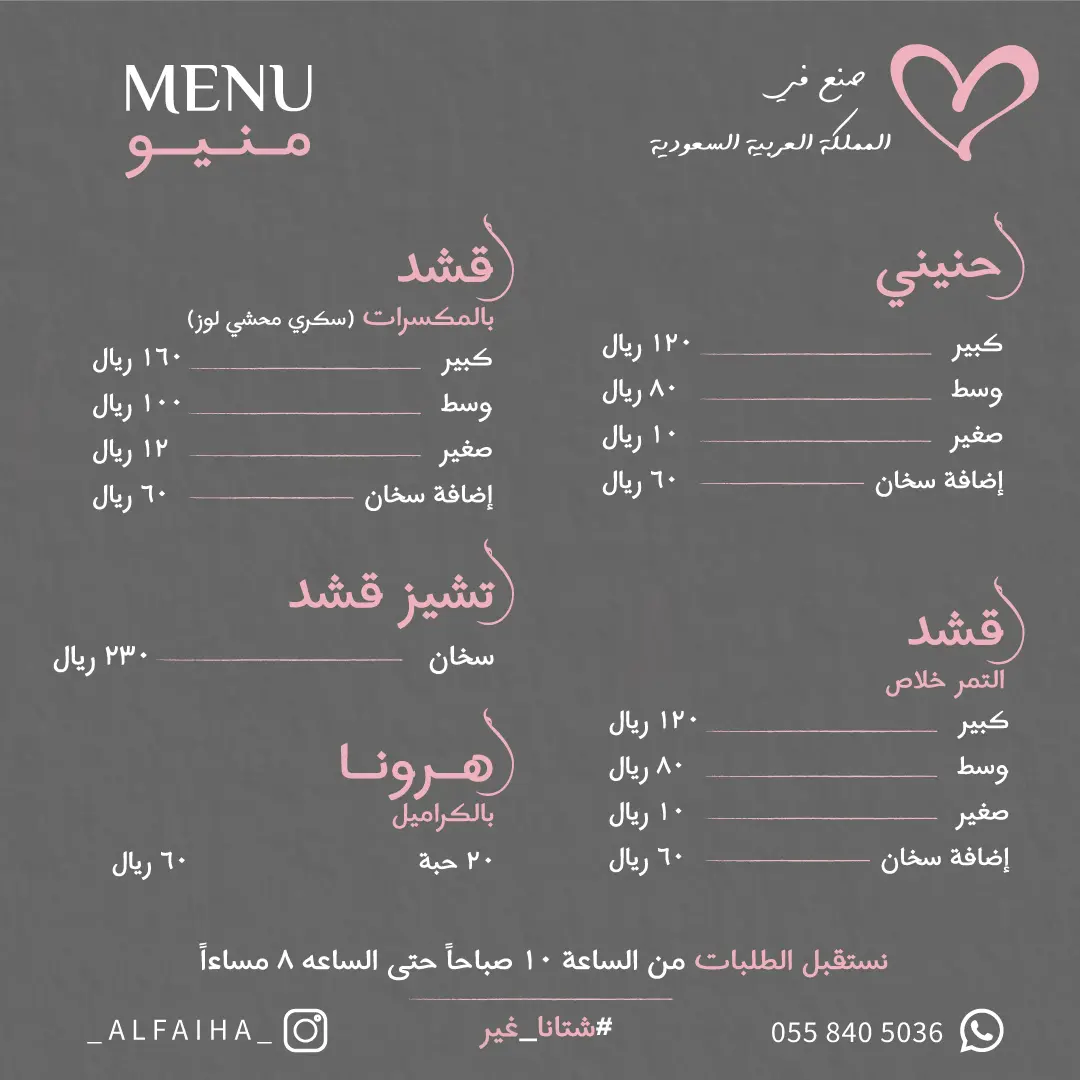 صنع في
المملكة العربية السعودية
MENU
منيو
حنيني
كبير ١٢٠ ريال
وسط ٨٠ ريال
صغير ١٠ ريال
إضافة سخان ٦٠ ريال
قشد
التمر خلاص
كبير ١٢٠ ريال
وسط ٨٠ ريال
صغير ١٠ ريال
إضافة سخان ٦٠ ريال
قشد
بالمكسرات (سكري محشي لوز)
كبير ١٦٠ ريال
وسط ١٠٠ ريال
صغير ١٢ ريال
إضافة سخان ٦٠ ريال
تشيز قشد
سخان ٢٣٠ ريال
هرونا
بالكراميل
٢٠ حبة ٦٠ ريال
نستقبل الطلبات من الساعة ١٠ صباحاً حتى الساعه ٨ مساءاً
#شتانا_غير
055 840 5036
_ALFAIHA_